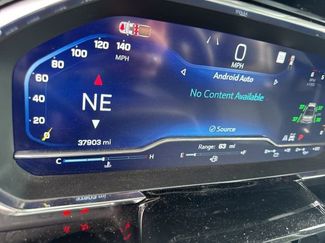 100 120 140
80
MPH
60
40
20
0
MPH
Android Auto
No Content Available
NE
37903 mi
Source
C H
E F
Range: 63 mi